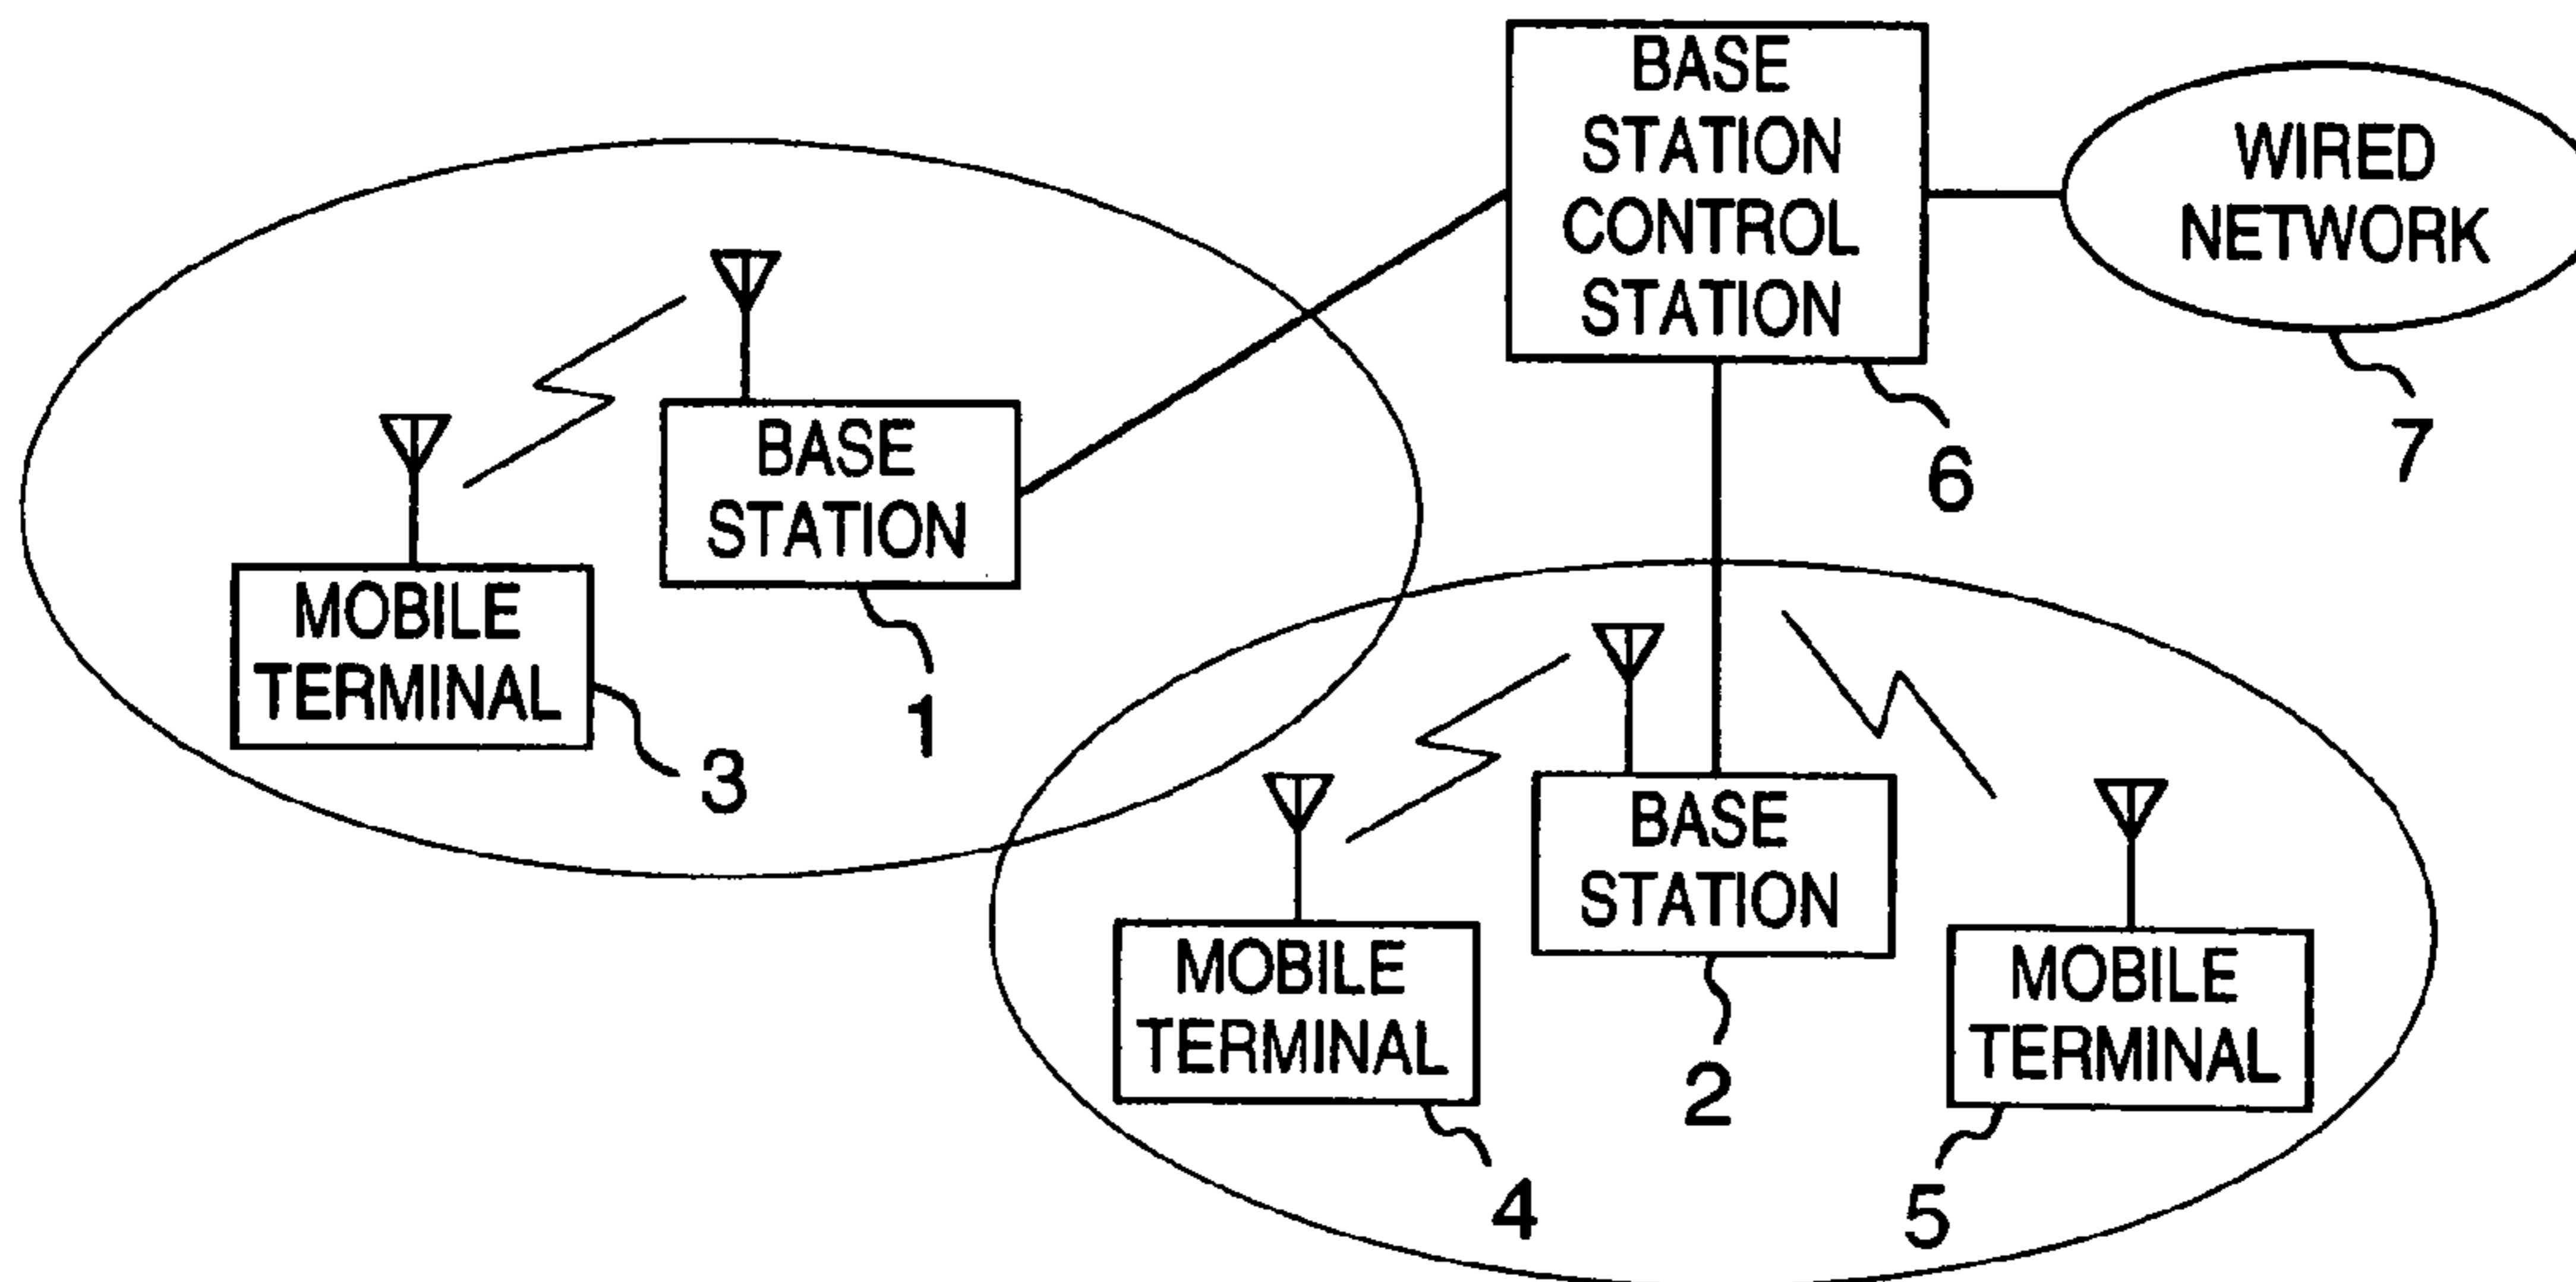 BASE
STATION
CONTROL
STATION
6
WIRED
NETWORK
7
BASE
STATION
1
MOBILE
TERMINAL
3
BASE
STATION
2
MOBILE
TERMINAL
4
MOBILE
TERMINAL
5